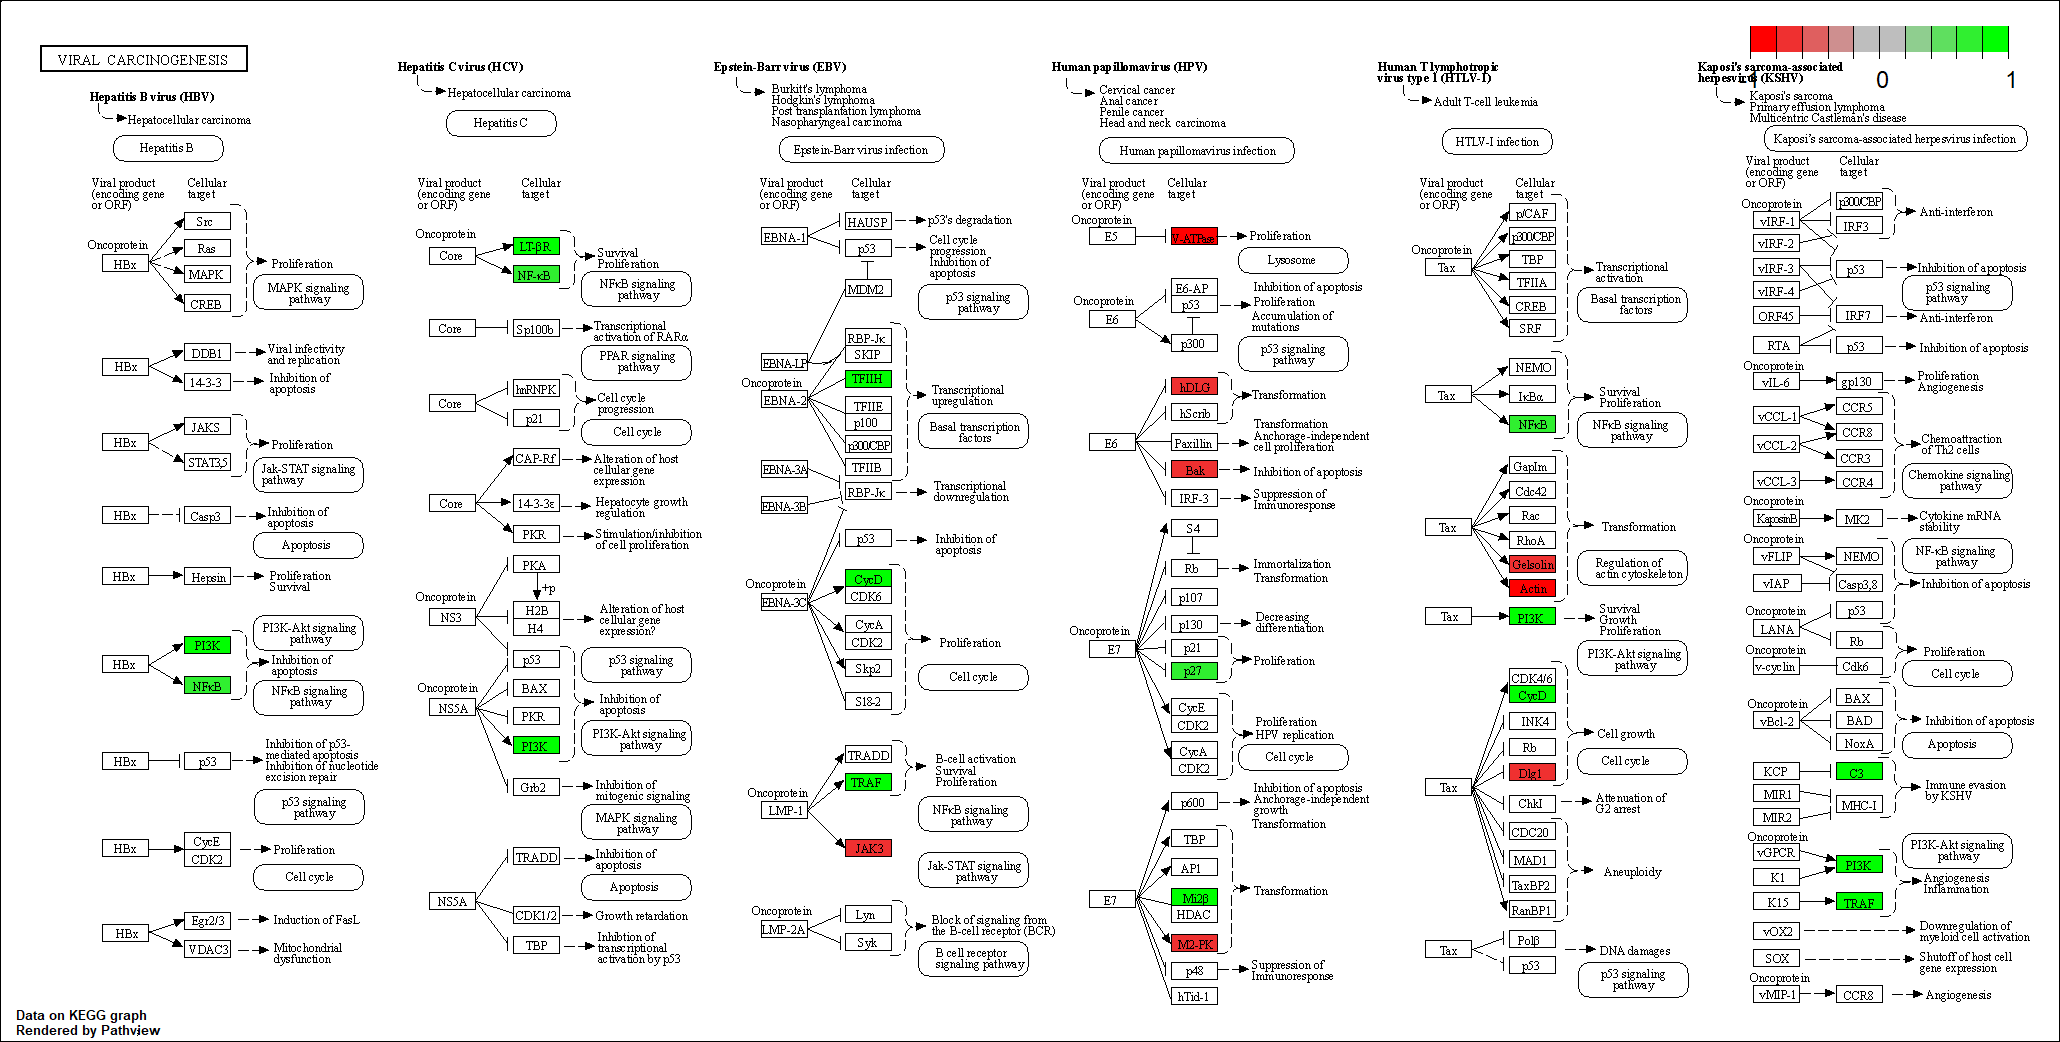 VIRAL CARCINOGENESIS
0
1
Hepatitis B virus (HBV)
Hepatocellular carcinoma
Hepatitis B
Viral product
(encoding gene
or ORF)
Cellular
target
Oncoprotein
HBx
Src
Ras
MAPK
CREB
Proliferation
MAPK signaling
pathway
HBx
DDB1
14-3-3
Viral infectivity
and replication
Inhibition of
apoptosis
HBx
JAKS
STAT3,5
Proliferation
Jak-STAT signaling
pathway
HBx
Casp3
Inhibition of
apoptosis
Apoptosis
HBx
Hepsin
Proliferation
Survival
PI3K-Akt signaling
pathway
HBx
PI3K
NFκB
Inhibition of
apoptosis
NFκB signaling
pathway
HBx
p53
Inhibition of p53-
mediated apoptosis
Inhibition of nucleotide
excision repair
p53 signaling
pathway
HBx
CycE
CDK2
Proliferation
Cell cycle
HBx
Egr2/3
VDAC3
Induction of FasL
Mitochondrial
dysfunction
Hepatitis C virus (HCV)
Hepatocellular carcinoma
Hepatitis C
Viral product
(encoding gene
or ORF)
Cellular
target
Oncoprotein
Core
LT-βR
NF-κB
Survival
Proliferation
NFκB signaling
pathway
Core
Sp100b
Transcriptional
activation of RARα
PPAR signaling
pathway
Core
hnRNPK
p21
Cell cycle
progression
Cell cycle
Core
CAP-Rf
14-3-3ε
PKR
Alteration of host
cellular gene
expression
Hepatocyte growth
regulation
Stimulation/inhibition
of cell proliferation
Oncoprotein
NS3
PKA
+p
H2B
H4
p53
Alteration of host
cellular gene
expression?
p53 signaling
pathway
Oncoprotein
NS5A
BAX
PKR
PI3K
Grb2
Inhibition of
apoptosis
PI3K-Akt signaling
pathway
Inhibition of
mitogenic signaling
MAPK signaling
pathway
NS5A
TRADD
CDK1/2
TBP
Inhibition of
apoptosis
Apoptosis
Growth retardation
Inhibtion of
transcriptional
activation by p53
Epstein-Barr virus (EBV)
Burkitt's lymphoma
Hodgkin's lymphoma
Post transplantation lymphoma
Nasopharyngeal carcinoma
Epstein-Barr virus infection
Viral product
(encoding gene
or ORF)
Cellular
target
EBNA-1
HAUSP
p53
MDM2
p53's degradation
Cell cycle
progression
Inhibition of
apoptosis
p53 signaling
pathway
EBNA-LP
Oncoprotein
EBNA-2
RBP-Jκ
SKIP
TFIIH
TFIIE
p100
p300/CBP
TFIIB
Transcriptional
upregulation
Basal transcription
factors
EBNA-3A
EBNA-3B
RBP-Jκ
Transcriptional
downregulation
Oncoprotein
EBNA-3C
p53
CycD
CDK6
CycA
CDK2
Skp2
S18-2
Inhibition of
apoptosis
Proliferation
Cell cycle
Oncoprotein
LMP-1
TRADD
TRAF
JAK3
B-cell activation
Survival
Proliferation
NFκB signaling
pathway
Jak-STAT signaling
pathway
Oncoprotein
LMP-2A
Lyn
Syk
Block of signaling from
the B-cell receptor (BCR)
B cell receptor
signaling pathway
Human papillomavirus (HPV)
Cervical cancer
Anal cancer
Penile cancer
Head and neck carcinoma
Human papillomavirus infection
Viral product
(encoding gene
or ORF)
Cellular
target
Oncoprotein
E5
V-ATPase
Proliferation
Lysosome
Oncoprotein
E6
E6-AP
p53
p300
Inhibition of apoptosis
Proliferation
Accumulation of
mutations
p53 signaling
pathway
E6
hDLG
hScrib
Paxillin
Bak
IRF-3
Transformation
Transformation
Anchorage-independent
cell proliferation
Inhibition of apoptosis
Suppression of
Immunoresponse
Oncoprotein
E7
S4
Rb
p107
p130
p21
p27
CycE
CDK2
CycA
CDK2
Immortalization
Transformation
Decreasing
differentiation
Proliferation
Proliferation
HPV replication
Cell cycle
E7
p600
TBP
AP1
Mi2β
HDAC
M2-PK
p48
hTid-1
Inhibition of apoptosis
Anchorage-independent
growth
Transformation
Transformation
Suppression of
Immunoresponse
Human T lymphotropic
virus type 1 (HTLV-I)
Adult T-cell leukemia
HTLV-I infection
Viral product
(encoding gene
or ORF)
Cellular
target
Oncoprotein
Tax
p/CAF
p300/CBP
TBP
TFIIA
CREB
SRF
Transcriptional
activation
Basal transcription
factors
Tax
NEMO
IκBα
NFκB
Survival
Proliferation
NFκB signaling
pathway
Tax
GapIm
Cdc42
Rac
RhoA
Gelsolin
Actin
Transformation
Regulation of
actin cytoskeleton
Tax
PI3K
Survival
Growth
Proliferation
PI3K-Akt signaling
pathway
Tax
CDK4/6
CycD
INK4
Rb
Dlg1
ChkI
CDC20
MAD1
TaxBP2
RanBP1
Cell growth
Cell cycle
Attenuation of
G2 arrest
Aneuploidy
Tax
Polβ
p53
DNA damages
p53 signaling
pathway
Kaposi's sarcoma-associated
herpesvirus (KSHV)
Kaposi's sarcoma
Primary effusion lymphoma
Multicentric Castleman's disease
Kaposi's sarcoma-associated herpesvirus infection
Viral product
(encoding gene
or ORF)
Cellular
target
Oncoprotein
vIRF-1
vIRF-2
vIRF-3
vIRF-4
ORF45
RTA
p300/CBP
IRF3
p53
IRF7
p53
Anti-interferon
Inhibition of apoptosis
p53 signaling
pathway
Anti-interferon
Inhibition of apoptosis
vIL-6
gp130
Proliferation
Angiogenesis
vCCL-1
vCCL-2
vCCL-3
CCR5
CCR8
CCR3
CCR4
Chemoattraction
of Th2 cells
Chemokine signaling
pathway
Oncoprotein
KaposinB
MK2
Cytokine mRNA
stability
Oncoprotein
vFLIP
vIAP
NEMO
Casp3,8
NF-κB signaling
pathway
Inhibition of apoptosis
Oncoprotein
LANA
p53
Rb
Oncoprotein
v-cyclin
Cdk6
Proliferation
Cell cycle
Oncoprotein
vBcl-2
BAX
BAD
NoxA
Inhibition of apoptosis
Apoptosis
KCP
MIR1
MIR2
C3
MHC-I
Immune evasion
by KSHV
Oncoprotein
vGPCR
K1
K15
PI3K
TRAF
PI3K-Akt signaling
pathway
Angiogenesis
Inflammation
vOX2
Downregulation of
myeloid cell activation
SOX
Shutoff of host cell
gene expression
Oncoprotein
vMIP-1
CCR8
Angiogenesis
Data on KEGG graph
Rendered by Pathview